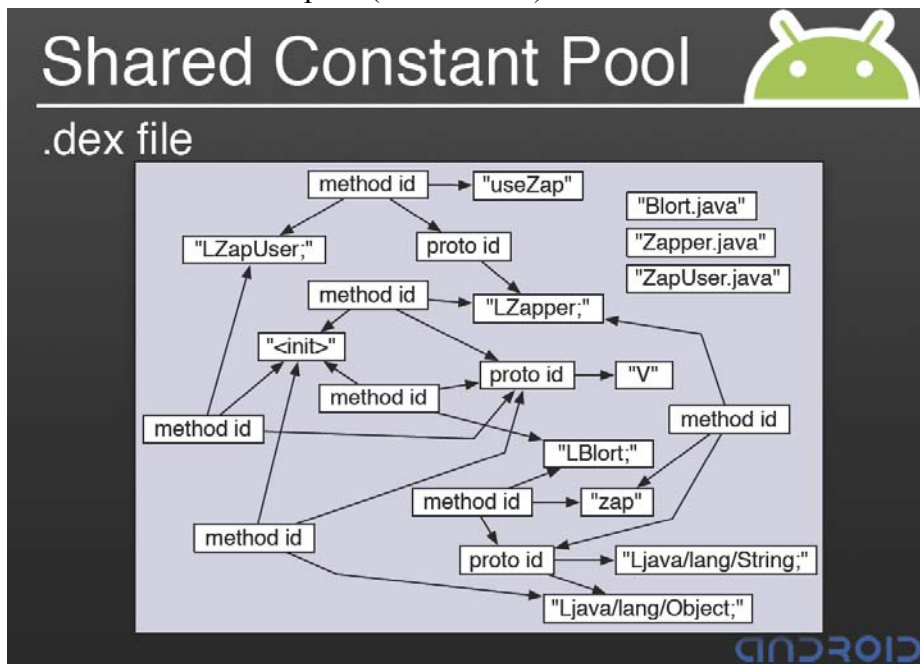 Shared Constant Pool
.dex file
method id
"useZap"
"Blort.java"
"LZapUser;"
proto id
"Zapper.java"
"ZapUser.java"
method id
"LZapper;"
"<init>"
proto id
"V"
method id
method id
method id
"LBlort;"
method id
"zap"
method id
proto id
"Ljava/lang/String;"
"Ljava/lang/Object;"
ANDROID